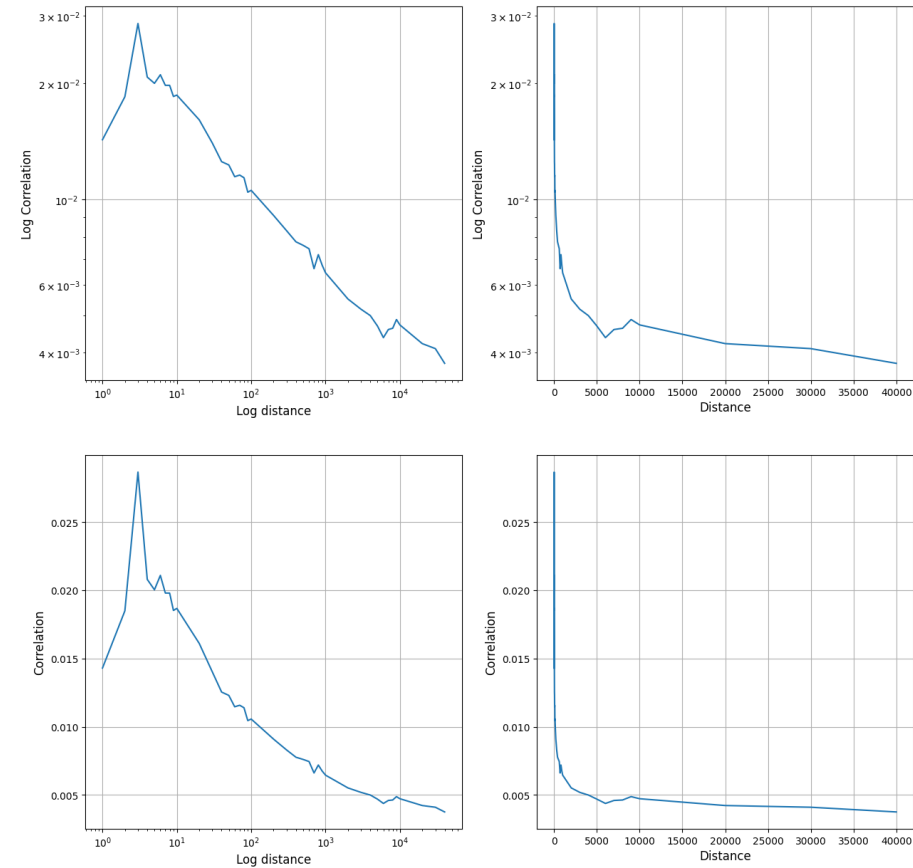 3 × 10⁻²
2 × 10⁻²
10⁻²
6 × 10⁻³
4 × 10⁻³
Log Correlation
10⁰ 10¹ 10² 10³ 10⁴
Log distance
3 × 10⁻²
2 × 10⁻²
10⁻²
6 × 10⁻³
4 × 10⁻³
Log Correlation
0 5000 10000 15000 20000 25000 30000 35000 40000
Distance
0.025
0.020
0.015
0.010
0.005
Correlation
10⁰ 10¹ 10² 10³ 10⁴
Log distance
0.025
0.020
0.015
0.010
0.005
Correlation
0 5000 10000 15000 20000 25000 30000 35000 40000
Distance